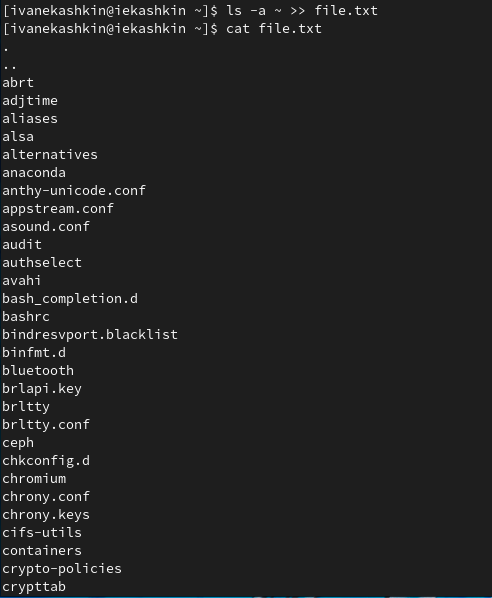 [ivanekashkin@iekashkin ~]$ ls -a ~ >> file.txt
[ivanekashkin@iekashkin ~]$ cat file.txt
.
..
abrt
adjtime
aliases
alsa
alternatives
anaconda
anthy-unicode.conf
appstream.conf
asound.conf
audit
authselect
avahi
bash_completion.d
bashrc
bindresvport.blacklist
binfmt.d
bluetooth
brlapi.key
brltty
brltty.conf
ceph
chkconfig.d
chromium
chrony.conf
chrony.keys
cifs-utils
containers
crypto-policies
crypttab